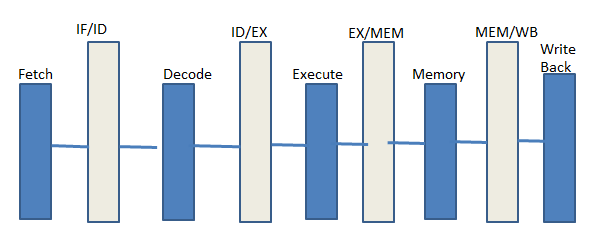 IF/ID
ID/EX
EX/MEM
MEM/WB
Fetch
Decode
Execute
Memory
Write
Back